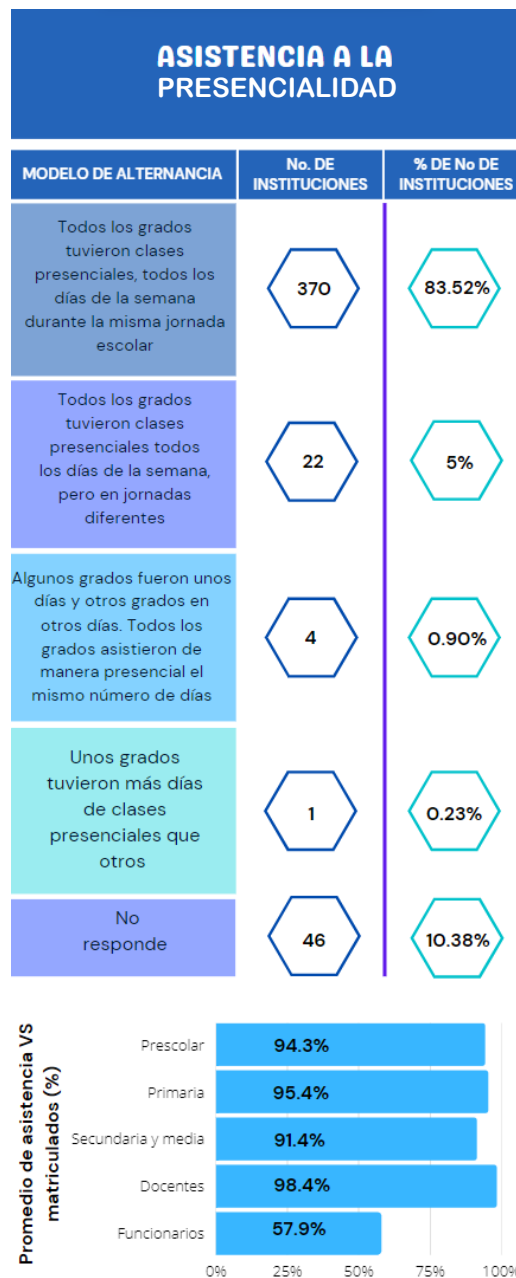 ASISTENCIA A LA
PRESENCIALIDAD
MODELO DE ALTERNANCIA
No. DE
INSTITUCIONES
% DE No DE
INSTITUCIONES
Todos los grados
tuvieron clases
presenciales, todos los
días de la semana
durante la misma jornada
escolar
370
83.52%
Todos los grados
tuvieron clases
presenciales todos
los días de la semana,
pero en jornadas
diferentes
22
5%
Algunos grados fueron unos
días y otros grados en
otros días. Todos los
grados asistieron de
manera presencial el
mismo número de días
4
0.90%
Unos grados
tuvieron más días
de clases
presenciales que
otros
1
0.23%
No
responde
46
10.38%
Promedio de asistencia VS
matriculados (%)
Prescolar
94.3%
Primaria
95.4%
Secundaria y media
91.4%
Docentes
98.4%
Funcionarios
57.9%
0% 25% 50% 75% 100%